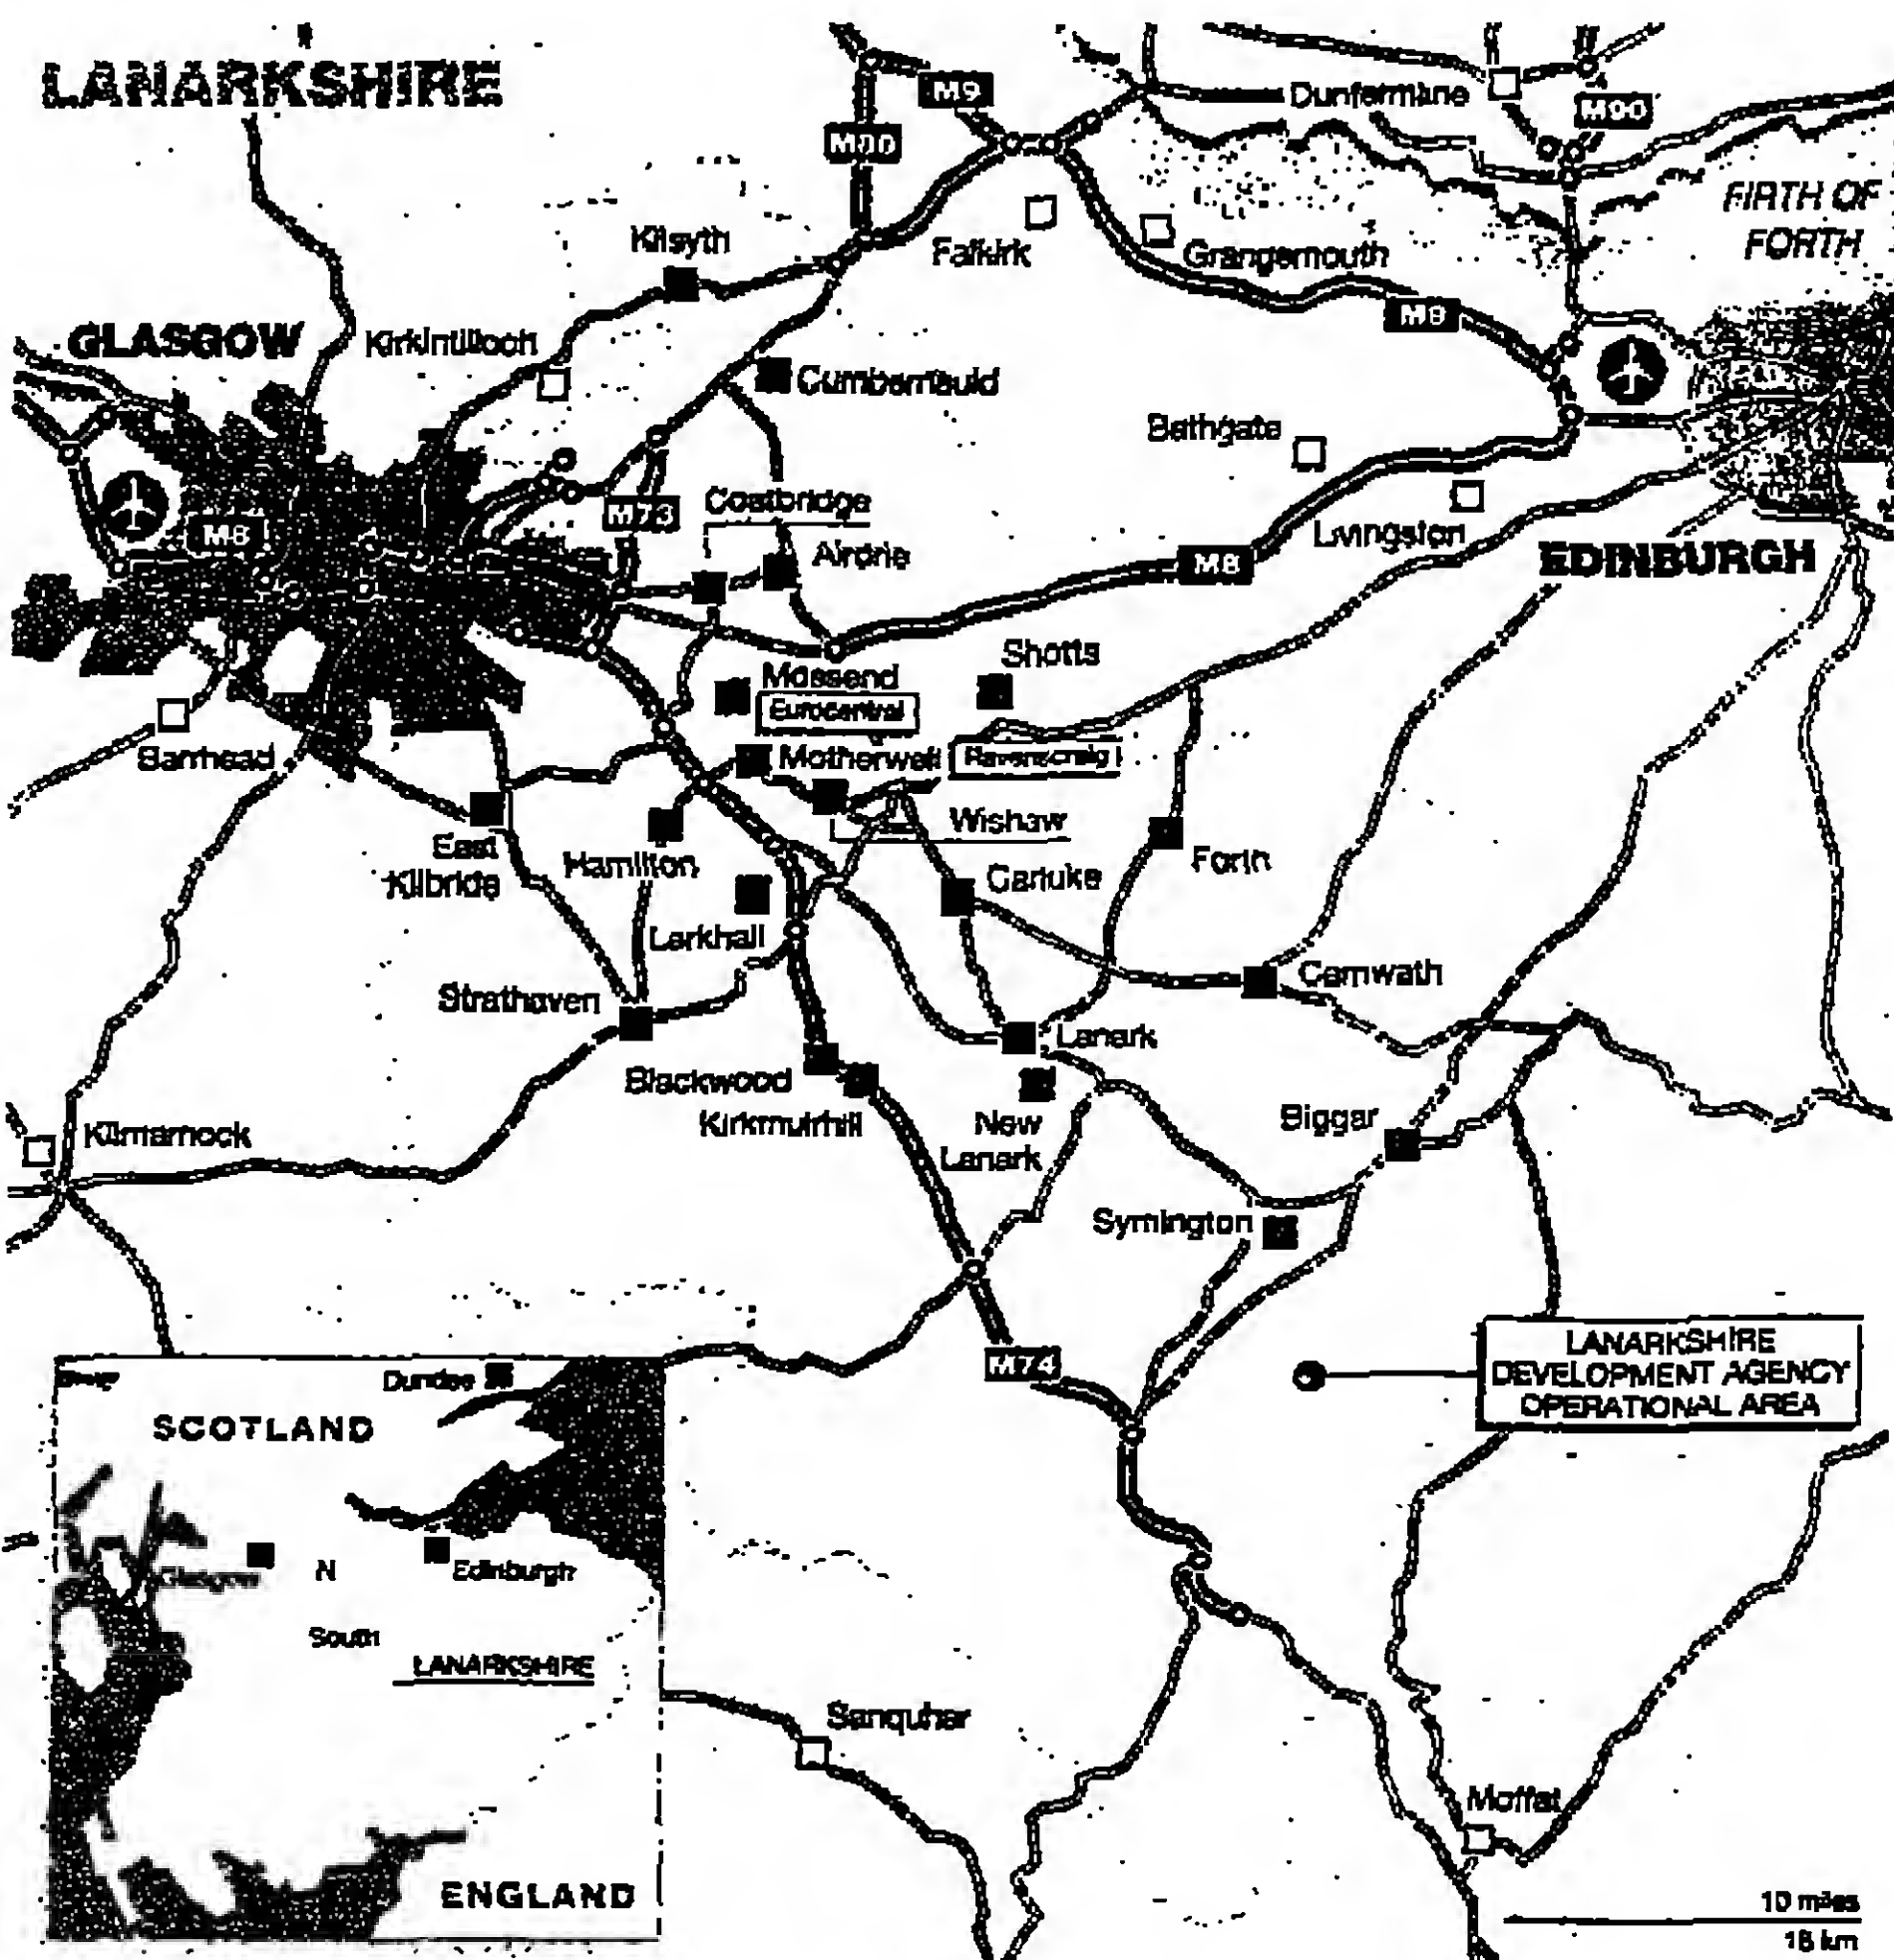 LANARKSHIRE
M9
Dunfermline
M90
M80
FIRTH OF
FORTH
Kilsyth
Falkirk
Grangemouth
M9
GLASGOW
Kirkintilloch
Cumbernauld
Bathgate
M73
Coatbridge
M8
Livingston
Airdrie
M8
EDINBURGH
Shotts
Mossend
Eurocentral
Barrhead
Motherwell
Ravenscraig
Wishaw
East
Kilbride
Hamilton
Carluke
Forth
Larkhall
Strathaven
Carnwath
Lanark
Blackwood
Kirkmuirhill
New
Lanark
Biggar
Kilmarnock
Symington
M74
LANARKSHIRE
DEVELOPMENT AGENCY
OPERATIONAL AREA
Dundee
SCOTLAND
Glasgow
N
Edinburgh
South
LANARKSHIRE
Sanquhar
Moffat
ENGLAND
10 miles
16 km